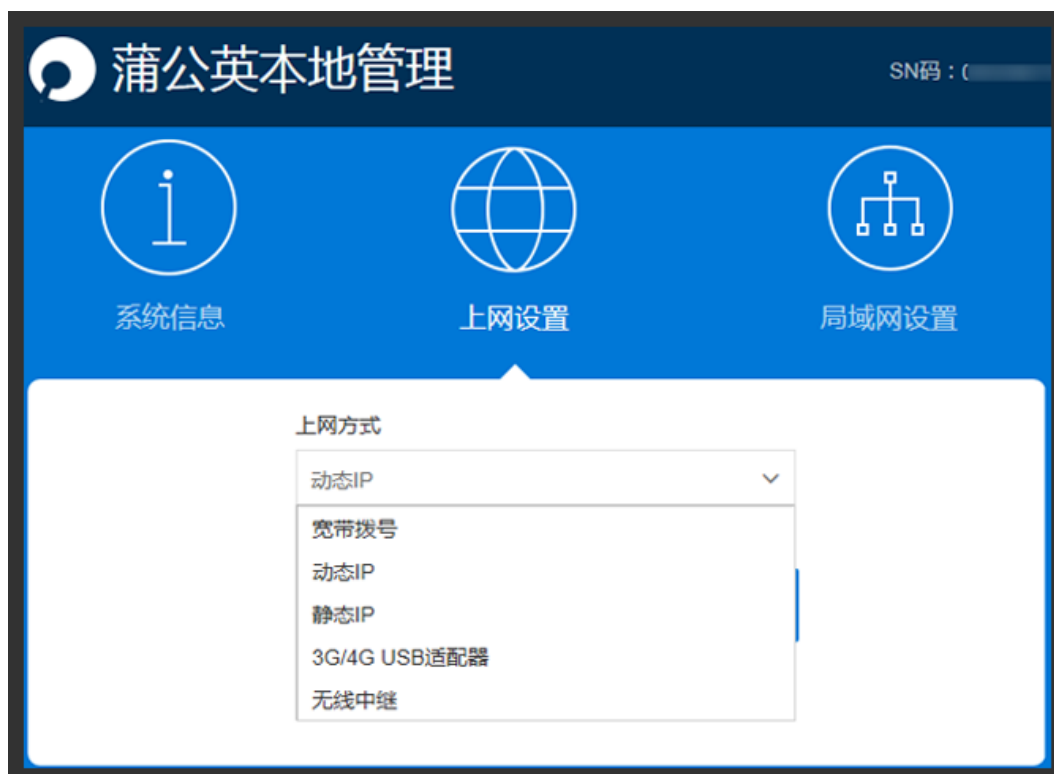 蒲公英本地管理
SN码：
系统信息
上网设置
局域网设置
上网方式
动态IP
宽带拨号
动态IP
静态IP
3G/4G USB适配器
无线中继